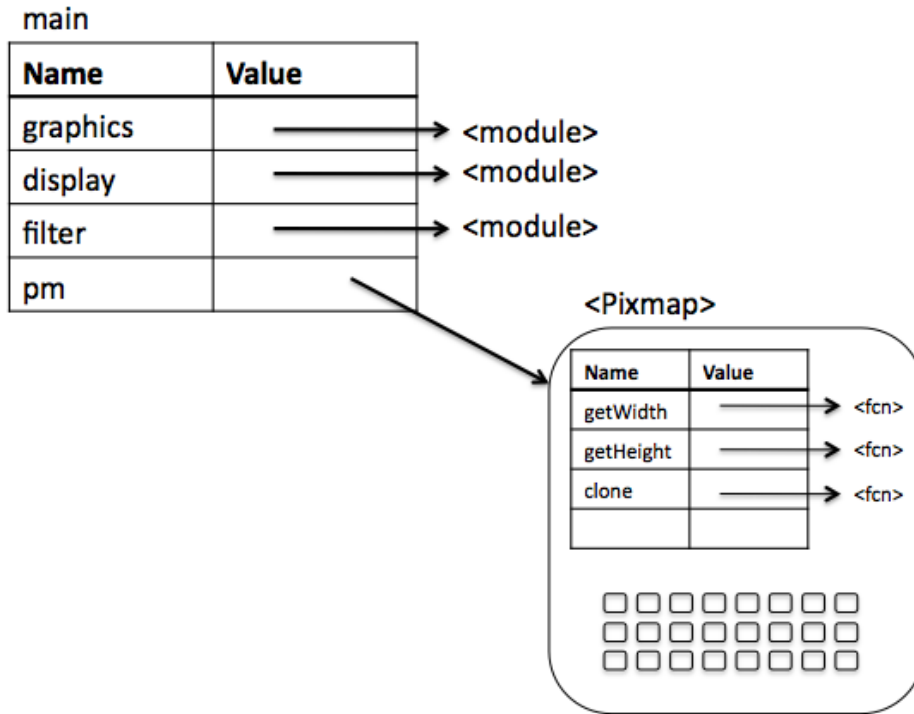 main
Name Value
graphics <module>
display <module>
filter <module>
pm
<Pixmap>
Name Value
getWidth <fcn>
getHeight <fcn>
clone <fcn>